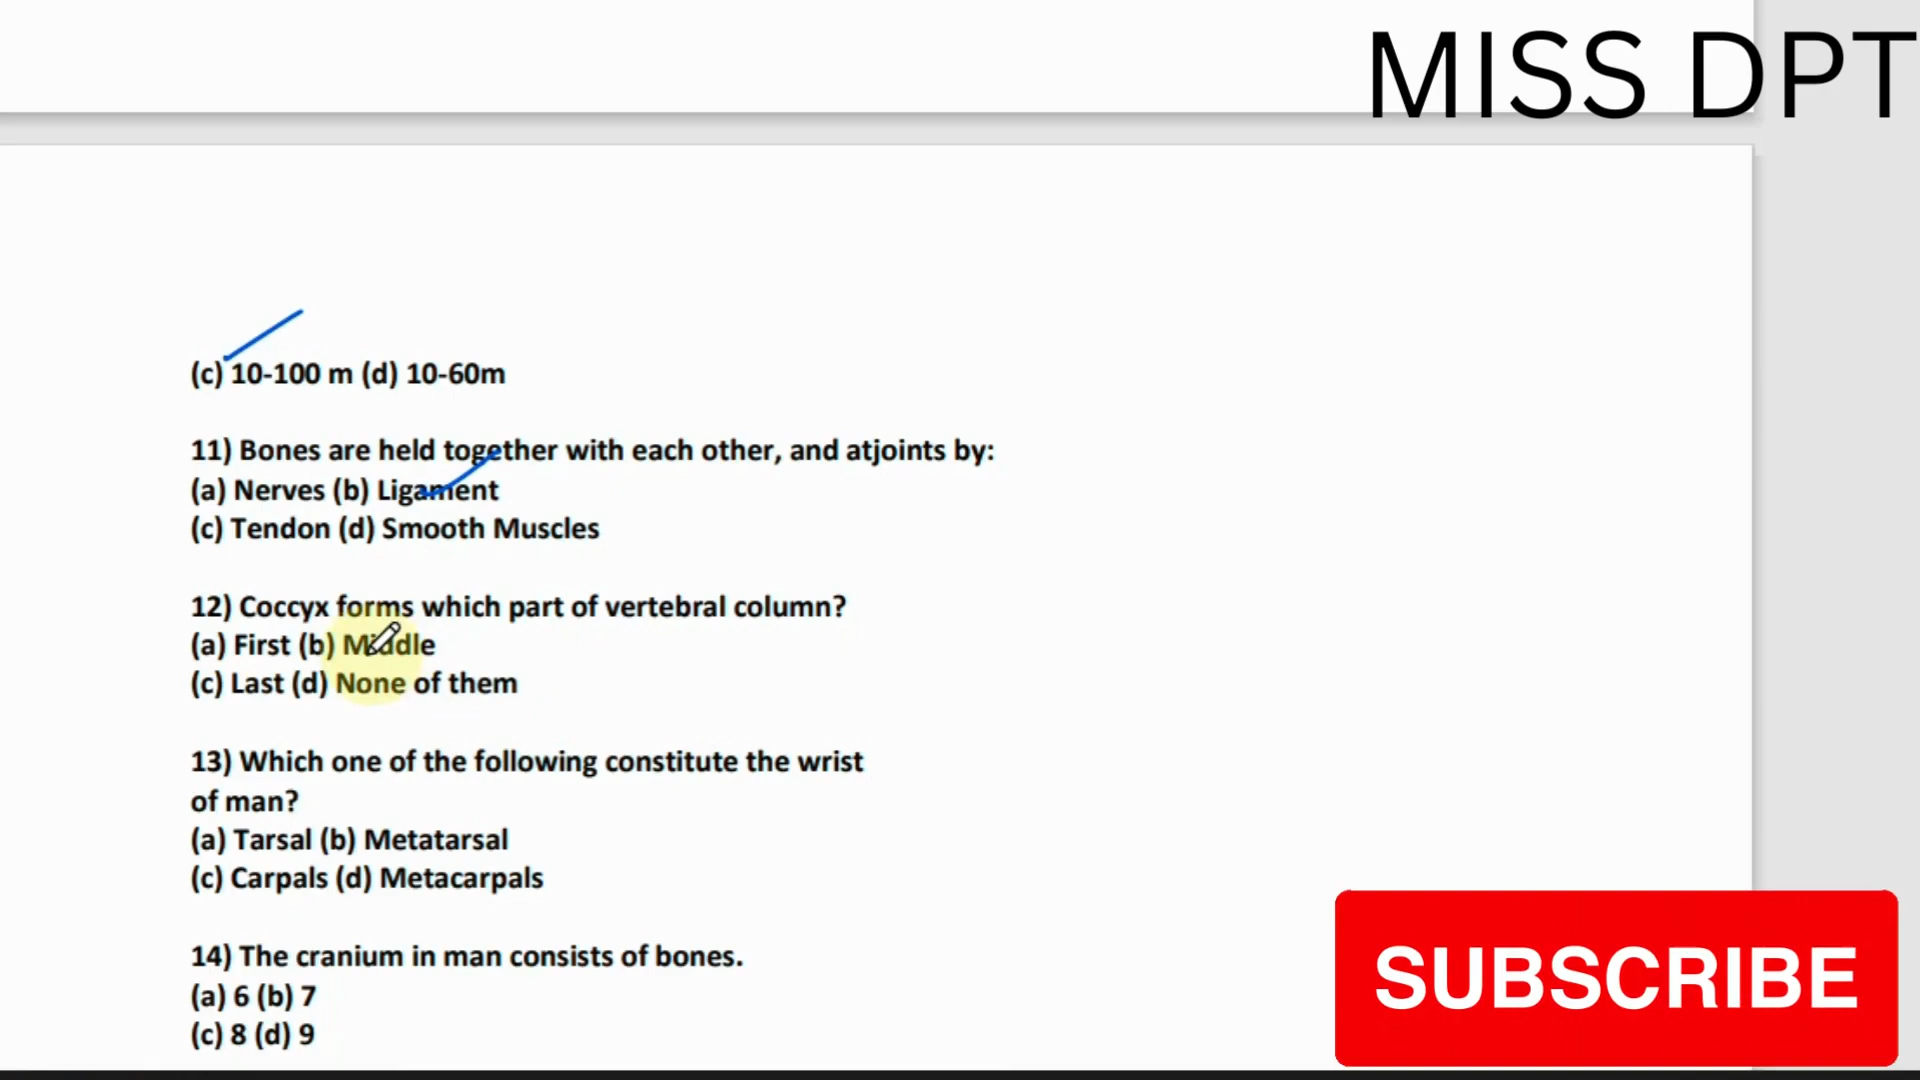 MISS DPT
(c) 10-100 m (d) 10-60m
11) Bones are held together with each other, and atjoints by:
(a) Nerves (b) Ligament
(c) Tendon (d) Smooth Muscles
12) Coccyx forms which part of vertebral column?
(a) First (b) Middle
(c) Last (d) None of them
13) Which one of the following constitute the wrist
of man?
(a) Tarsal (b) Metatarsal
(c) Carpals (d) Metacarpals
14) The cranium in man consists of bones.
(a) 6 (b) 7
(c) 8 (d) 9
SUBSCRIBE